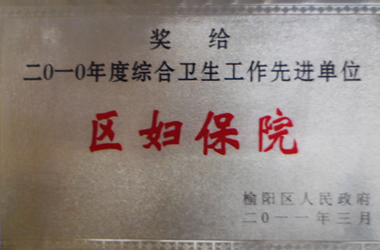 奖给
二0一0年度综合卫生工作先进单位
区妇保院
榆阳区人民政府
二0一一年三月